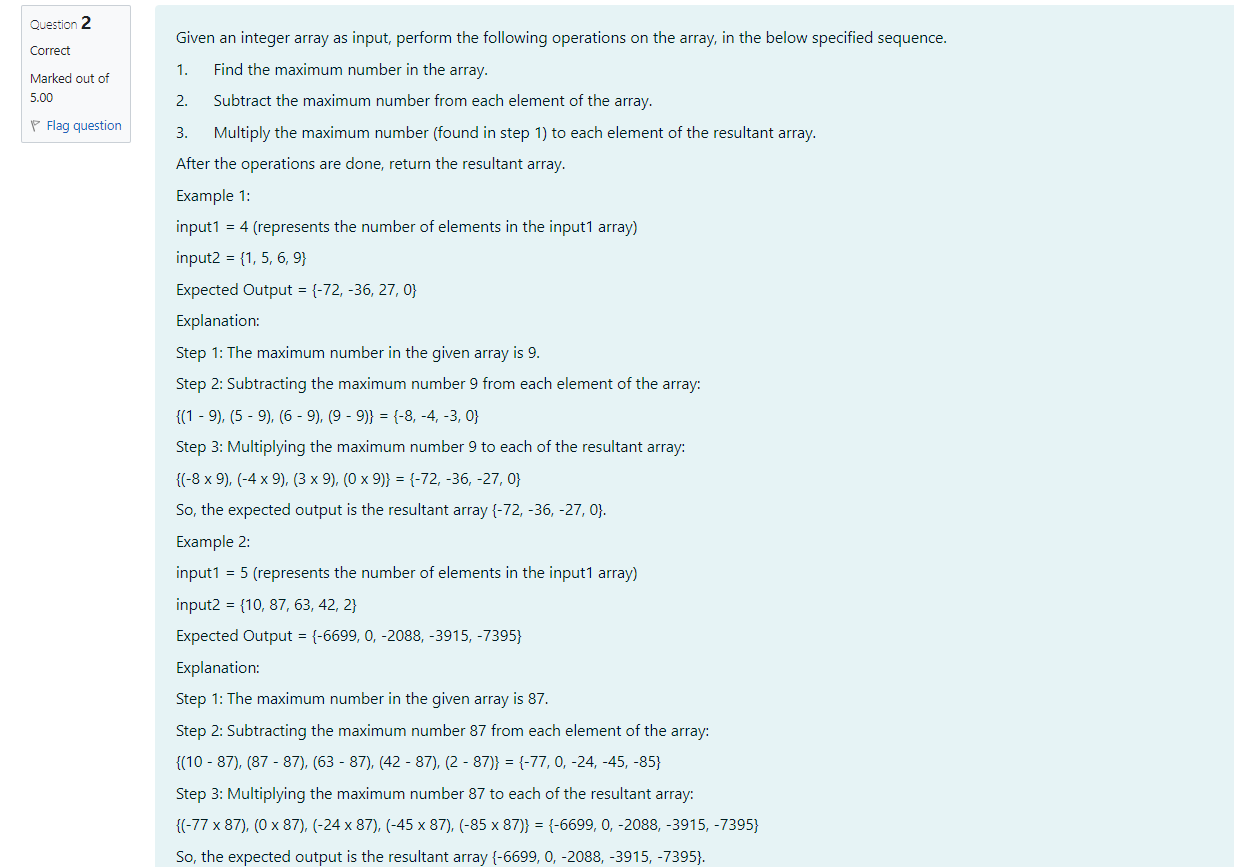 Question 2
Correct
Marked out of
5.00
Flag question
Given an integer array as input, perform the following operations on the array, in the below specified sequence.
1. Find the maximum number in the array.
2. Subtract the maximum number from each element of the array.
3. Multiply the maximum number (found in step 1) to each element of the resultant array.
After the operations are done, return the resultant array.
Example 1:
input1 = 4 (represents the number of elements in the input1 array)
input2 = {1, 5, 6, 9}
Expected Output = {-72, -36, 27, 0}
Explanation:
Step 1: The maximum number in the given array is 9.
Step 2: Subtracting the maximum number 9 from each element of the array:
{(1 - 9), (5 - 9), (6 - 9), (9 - 9)} = {-8, -4, -3, 0}
Step 3: Multiplying the maximum number 9 to each of the resultant array:
{(-8 x 9), (-4 x 9), (3 x 9), (0 x 9)} = {-72, -36, -27, 0}
So, the expected output is the resultant array {-72, -36, -27, 0}.
Example 2:
input1 = 5 (represents the number of elements in the input1 array)
input2 = {10, 87, 63, 42, 2}
Expected Output = {-6699, 0, -2088, -3915, -7395}
Explanation:
Step 1: The maximum number in the given array is 87.
Step 2: Subtracting the maximum number 87 from each element of the array:
{(10 - 87), (87 - 87), (63 - 87), (42 - 87), (2 - 87)} = {-77, 0, -24, -45, -85}
Step 3: Multiplying the maximum number 87 to each of the resultant array:
{(-77 x 87), (0 x 87), (-24 x 87), (-45 x 87), (-85 x 87)} = {-6699, 0, -2088, -3915, -7395}
So, the expected output is the resultant array {-6699, 0, -2088, -3915, -7395}.